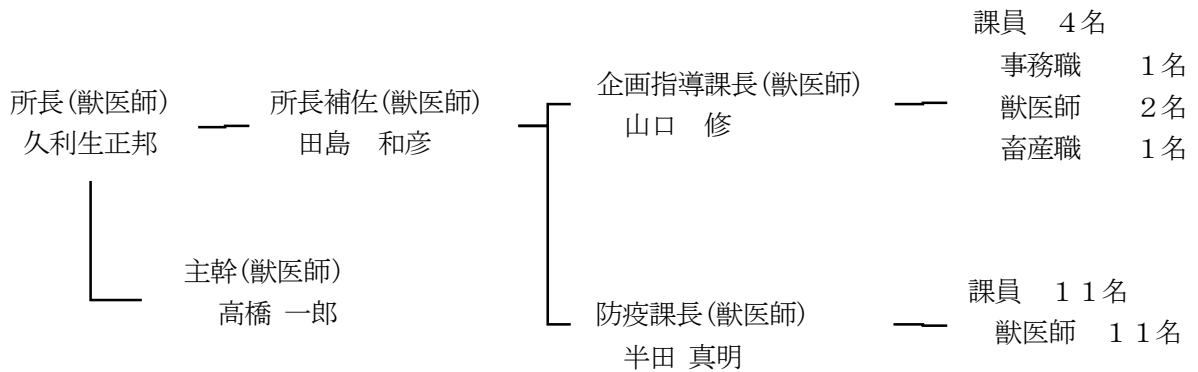 所長(獣医師)
久利生正邦
所長補佐(獣医師)
田島　和彦
企画指導課長(獣医師)
山口　修
課員　４名
事務職　　１名
獣医師　　２名
畜産職　　１名
主幹(獣医師)
高橋 一郎
防疫課長(獣医師)
半田 真明
課員　１１名
獣医師　１１名